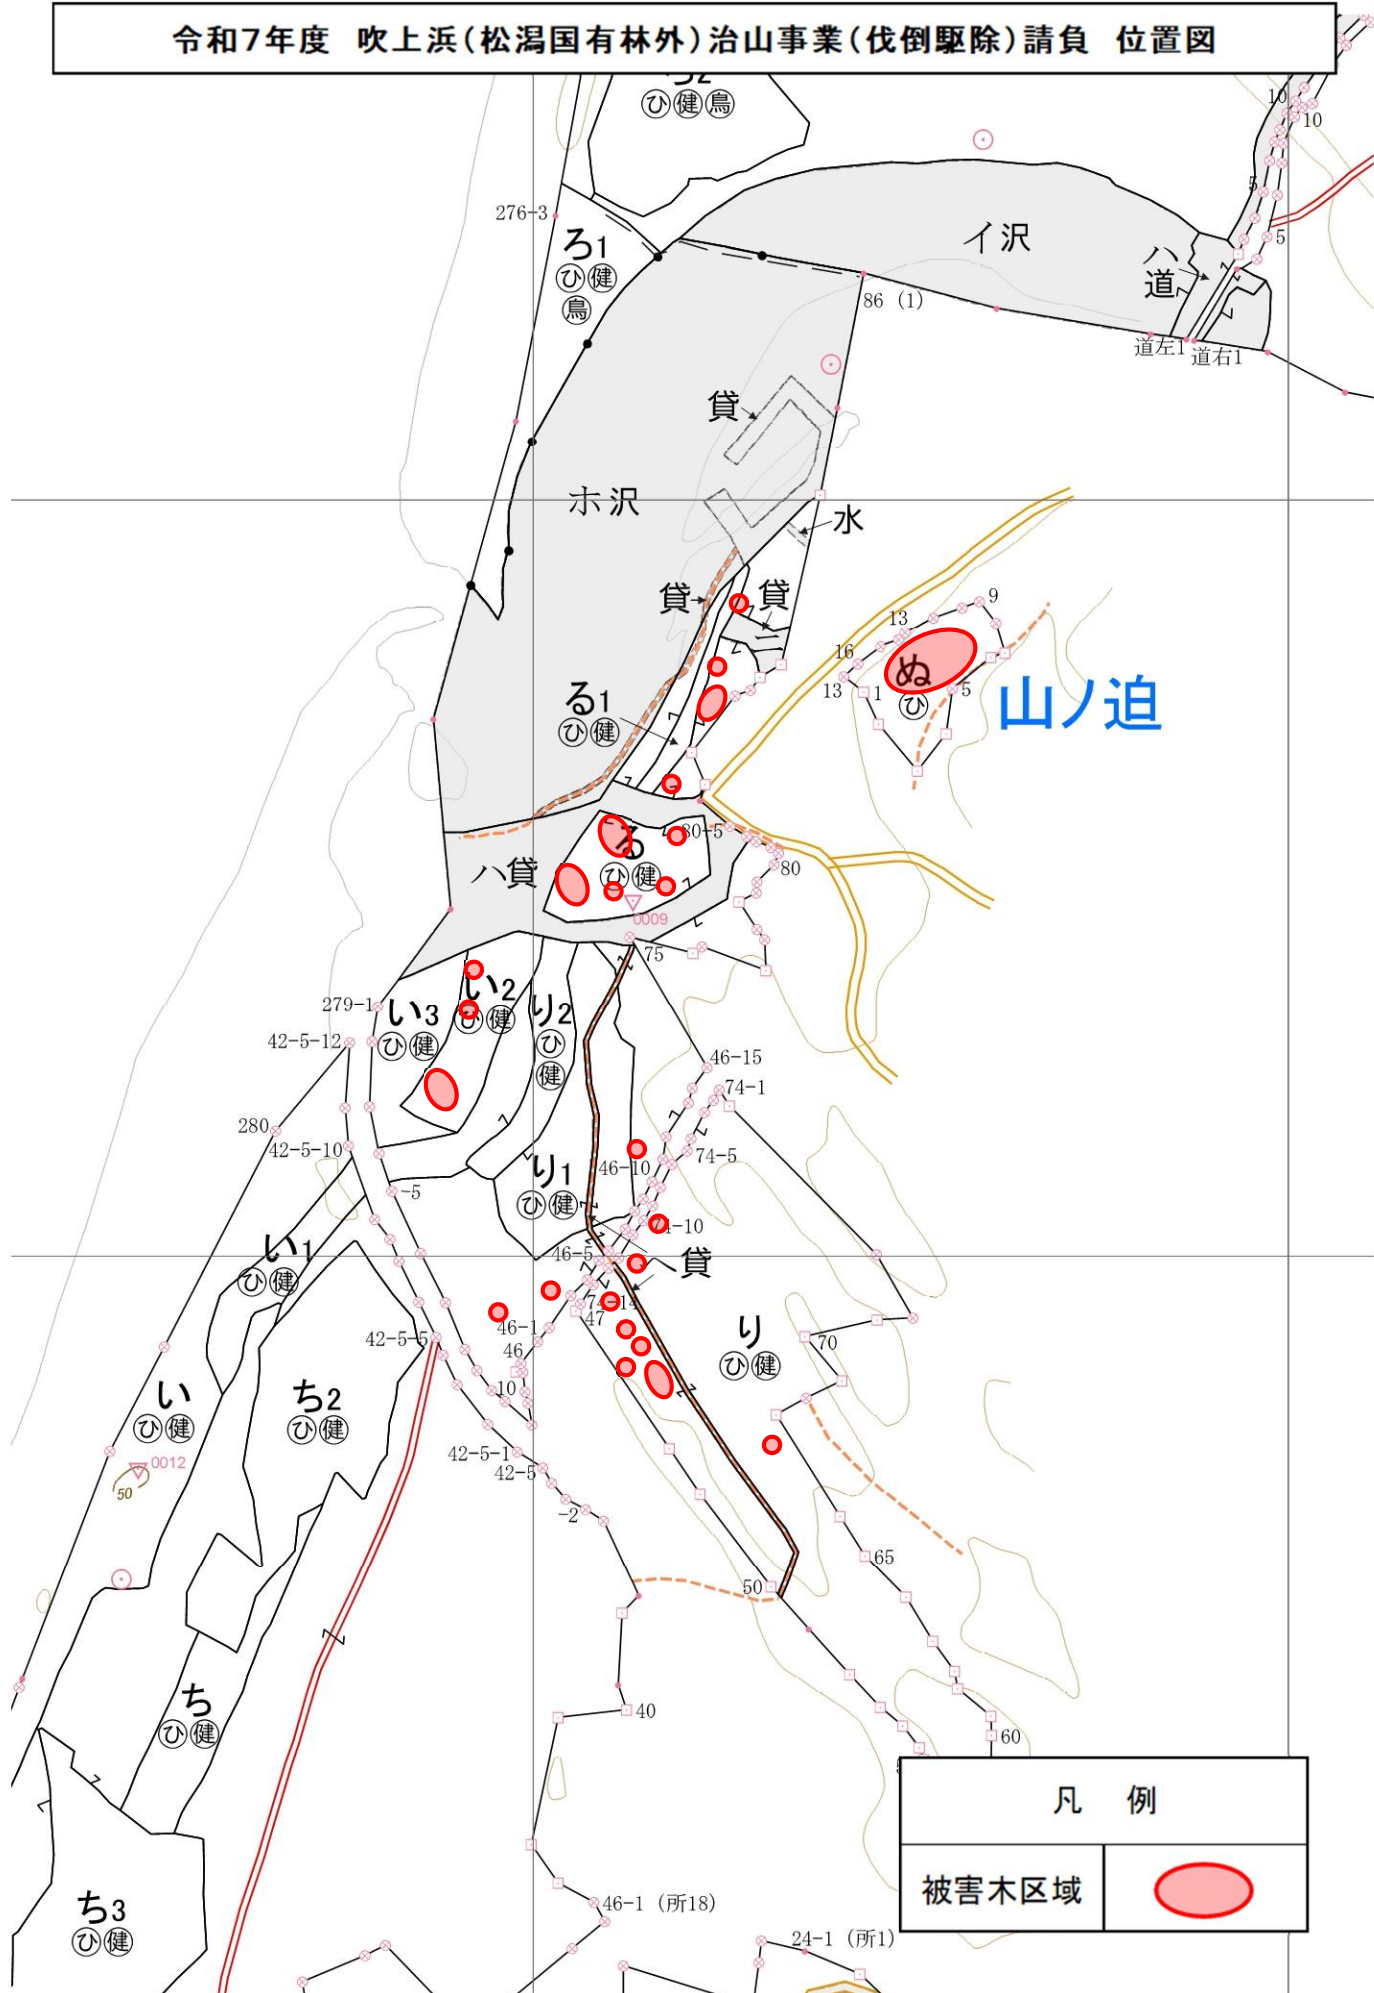 令和7年度 吹上浜(松潟国有林外)治山事業(伐倒駆除)請負 位置図
ろ2
ひ 健 鳥
10
10
5
5
276-3
ろ1
ひ 健
鳥
イ沢
ハ
道
86 (1)
道左1
道右1
貸
ホ沢
水
貸
貸
ニ
9
13
16
13
1
ぬ
ひ
5
山ノ迫
る1
ひ 健
80-5
る
ひ 健
80
ハ貸
0009
75
279-1
い3
ひ 健
い2
ひ 健
り2
ひ
健
42-5-12
46-15
74-1
280
42-5-10
74-5
46-10
り1
ひ 健
-5
74-10
46-5
へ貸
い1
ひ 健
74-14
47
46-1
46
り
ひ 健
70
42-5-5
10
い
ひ 健
ち2
ひ 健
42-5-1
42-5
0012
50
-2
65
50
ち
ひ 健
40
60
凡 例
被害木区域
ち3
ひ 健
46-1 (所18)
24-1 (所1)